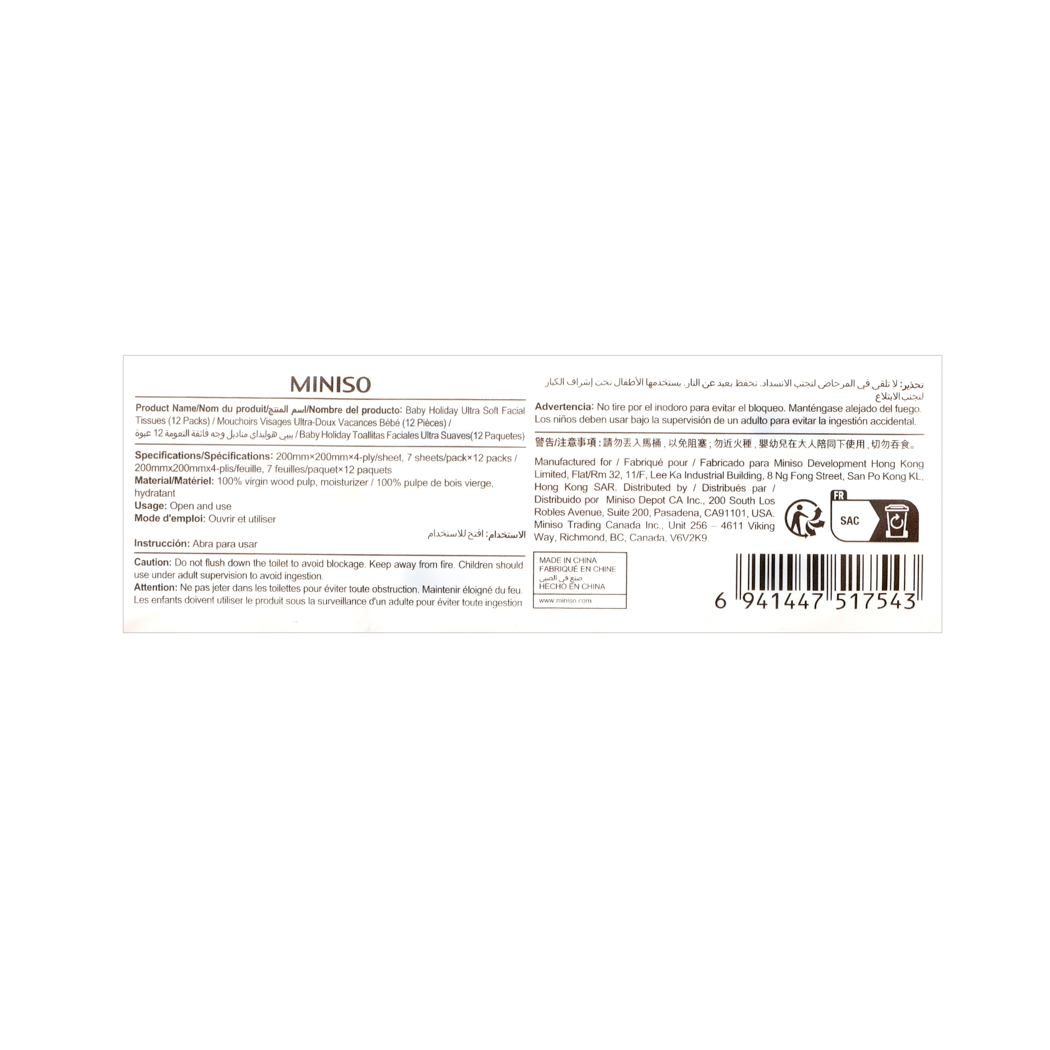 MINISO
Product Name/Nom du produit/اسم المنتج/Nombre del producto: Baby Holiday Ultra Soft Facial
Tissues (12 Packs) / Mouchoirs Visages Ultra-Doux Vacances Bébé (12 Pièces) /
بيبي هوليداي مناديل وجه فائقة النعومة 12 عبوة / Baby Holiday Toallitas Faciales Ultra Suaves(12 Paquetes)
Specifications/Spécifications: 200mm×200mm×4-ply/sheet, 7 sheets/pack×12 packs /
200mmx200mmx4-plis/feuille, 7 feuilles/paquet×12 paquets
Material/Matériel: 100% virgin wood pulp, moisturizer / 100% pulpe de bois vierge,
hydratant
Usage: Open and use
Mode d'emploi: Ouvrir et utiliser
الاستخدام: افتح للاستخدام
Instrucción: Abra para usar
Caution: Do not flush down the toilet to avoid blockage. Keep away from fire. Children should
use under adult supervision to avoid ingestion.
Attention: Ne pas jeter dans les toilettes pour éviter toute obstruction. Maintenir éloigné du feu.
Les enfants doivent utiliser le produit sous la surveillance d'un adulte pour éviter toute ingestion
تحذير: لا تلقى في المرحاض لتجنب الانسداد. تحفظ بعيد عن النار. يستخدمها الأطفال تحت إشراف الكبار
لتجنب الابتلاع
Advertencia: No tire por el inodoro para evitar el bloqueo. Manténgase alejado del fuego.
Los niños deben usar bajo la supervisión de un adulto para evitar la ingestión accidental.
警告/注意事項：請勿丟入馬桶，以免阻塞；勿近火種，嬰幼兒在大人陪同下使用，切勿吞食。
Manufactured for / Fabriqué pour / Fabricado para Miniso Development Hong Kong
Limited, Flat/Rm 32, 11/F, Lee Ka Industrial Building, 8 Ng Fong Street, San Po Kong KL,
Hong Kong SAR. Distributed by / Distribués par /
Distribuido por Miniso Depot CA Inc., 200 South Los
Robles Avenue, Suite 200, Pasadena, CA91101, USA.
Miniso Trading Canada Inc., Unit 256 – 4611 Viking
Way, Richmond, BC, Canada. V6V2K9.
FR
SAC
MADE IN CHINA
FABRIQUÉ EN CHINE
صنع في الصين
HECHO EN CHINA
www.miniso.com
6 941447 517543